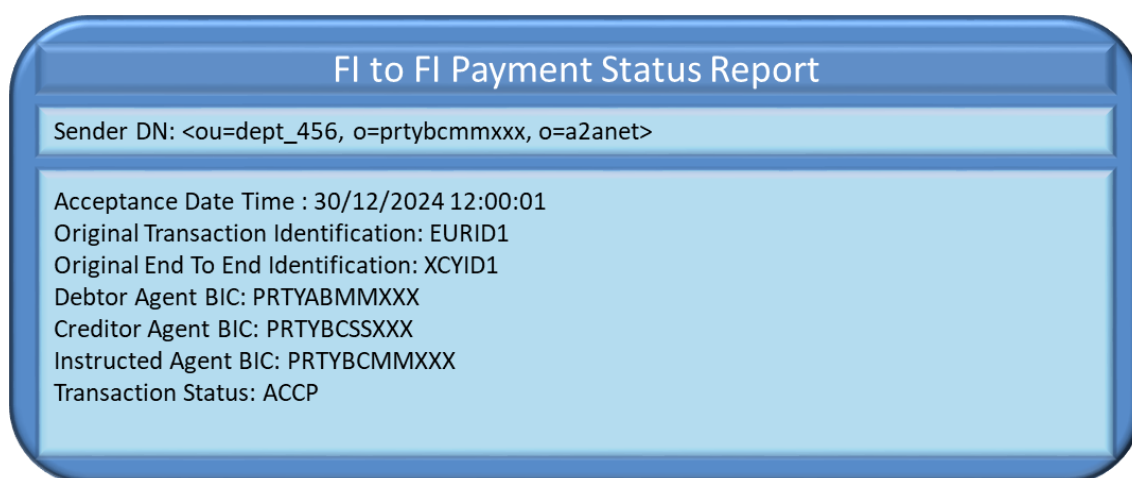 FI to FI Payment Status Report
Sender DN: <ou=dept_456, o=prtybcmmxxx, o=a2anet>
Acceptance Date Time : 30/12/2024 12:00:01
Original Transaction Identification: EURID1
Original End To End Identification: XCYID1
Debtor Agent BIC: PRTYABMMXXX
Creditor Agent BIC: PRTYBCSSXXX
Instructed Agent BIC: PRTYBCMMXXX
Transaction Status: ACCP